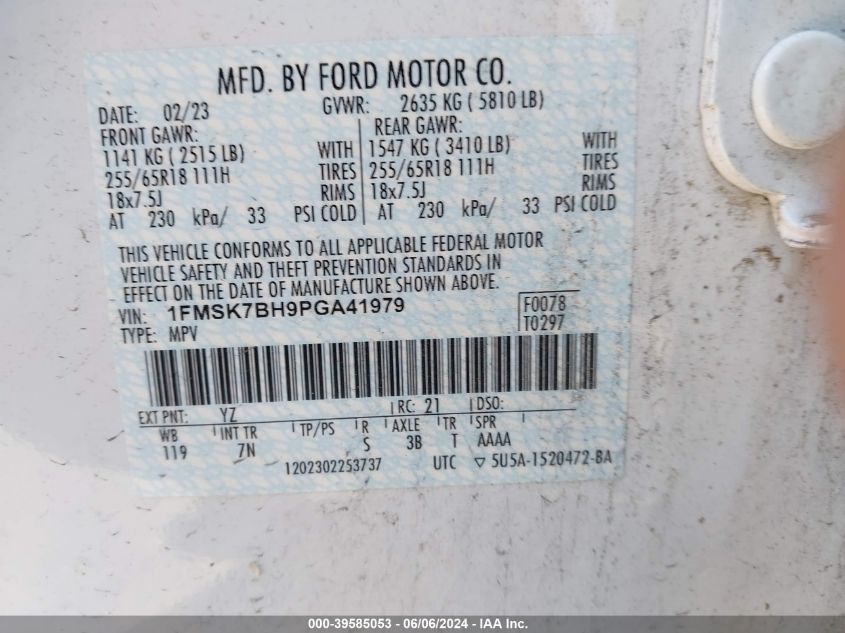 MFD. BY FORD MOTOR CO.
DATE: 02/23 GVWR: 2635 KG ( 5810 LB)
FRONT GAWR: REAR GAWR:
1141 KG ( 2515 LB) WITH 1547 KG ( 3410 LB) WITH
255/65R18 111H TIRES 255/65R18 111H TIRES
18x7.5J RIMS 18x7.5J RIMS
AT 230 kPa/ 33 PSI COLD AT 230 kPa/ 33 PSI COLD
THIS VEHICLE CONFORMS TO ALL APPLICABLE FEDERAL MOTOR
VEHICLE SAFETY AND THEFT PREVENTION STANDARDS IN
EFFECT ON THE DATE OF MANUFACTURE SHOWN ABOVE.
VIN: 1FMSK7BH9PGA41979 F0078
TYPE: MPV T0297
EXT PNT: YZ RC: 21 DSO:
WB INT TR TP/PS R AXLE TR SPR
119 7N S 3B T AAAA
1202302253737 UTC ▽ 5U5A-1520472-BA
000-39585053 - 06/06/2024 - IAA Inc.